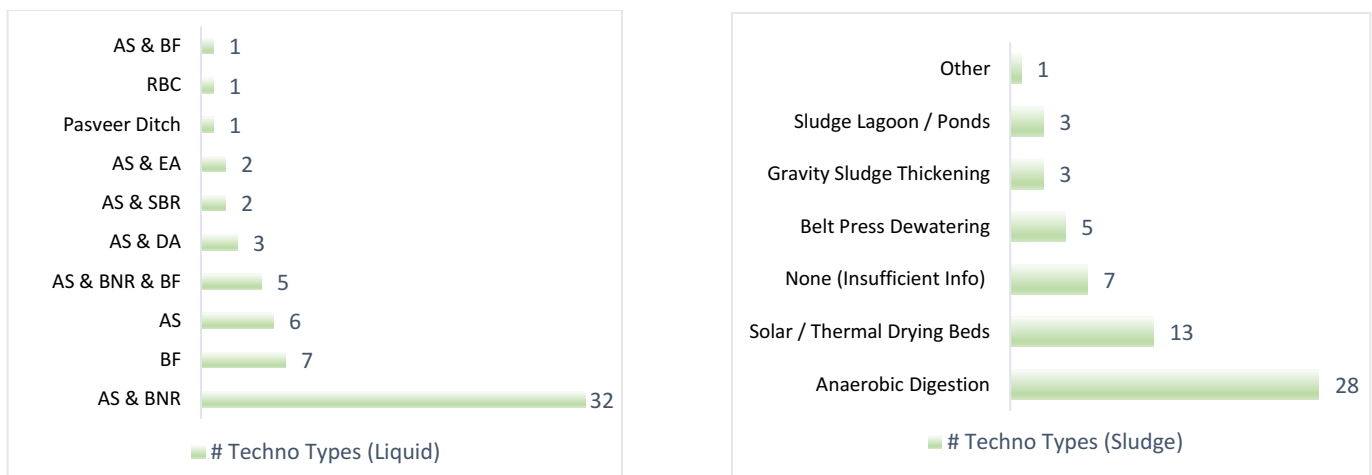 AS & BF 1
RBC 1
Pasveer Ditch 1
AS & EA 2
AS & SBR 2
AS & DA 3
AS & BNR & BF 5
AS 6
BF 7
AS & BNR 32
# Techno Types (Liquid)
Other 1
Sludge Lagoon / Ponds 3
Gravity Sludge Thickening 3
Belt Press Dewatering 5
None (Insufficient Info) 7
Solar / Thermal Drying Beds 13
Anaerobic Digestion 28
# Techno Types (Sludge)